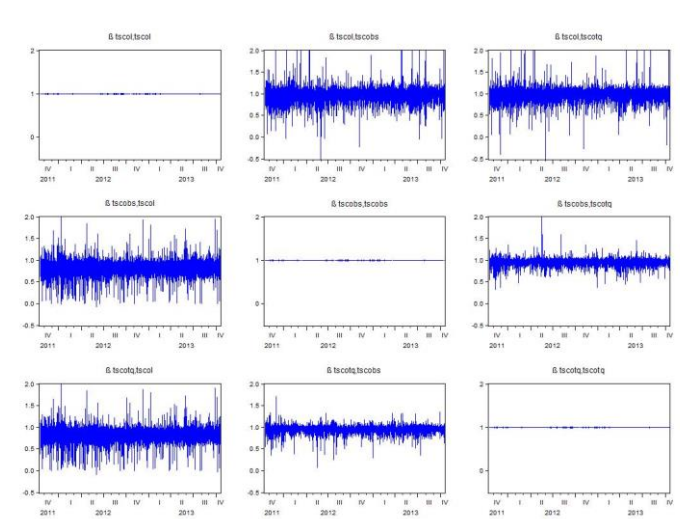 ß tscol,tscol
2
1
0
IV I II III I II III IV
2011 2012 2013
ß tscol,tscobs
2.0
1.5
1.0
0.5
0.0
-0.5
IV I II III I II III IV
2011 2012 2013
ß tscol,tscotq
2.0
1.5
1.0
0.5
0.0
-0.5
IV I II III I II III IV
2011 2012 2013
ß tscobs,tscol
2.0
1.5
1.0
0.5
0.0
-0.5
IV I II III I II III IV
2011 2012 2013
ß tscobs,tscobs
2
1
0
IV I II III I II III IV
2011 2012 2013
ß tscobs,tscotq
2.0
1.5
1.0
0.5
0.0
-0.5
IV I II III I II III IV
2011 2012 2013
ß tscotq,tscol
2.0
1.5
1.0
0.5
0.0
-0.5
IV I II III I II III IV
2011 2012 2013
ß tscotq,tscobs
2.0
1.5
1.0
0.5
0.0
-0.5
IV I II III I II III IV
2011 2012 2013
ß tscotq,tscotq
2
1
0
IV I II III I II III IV
2011 2012 2013